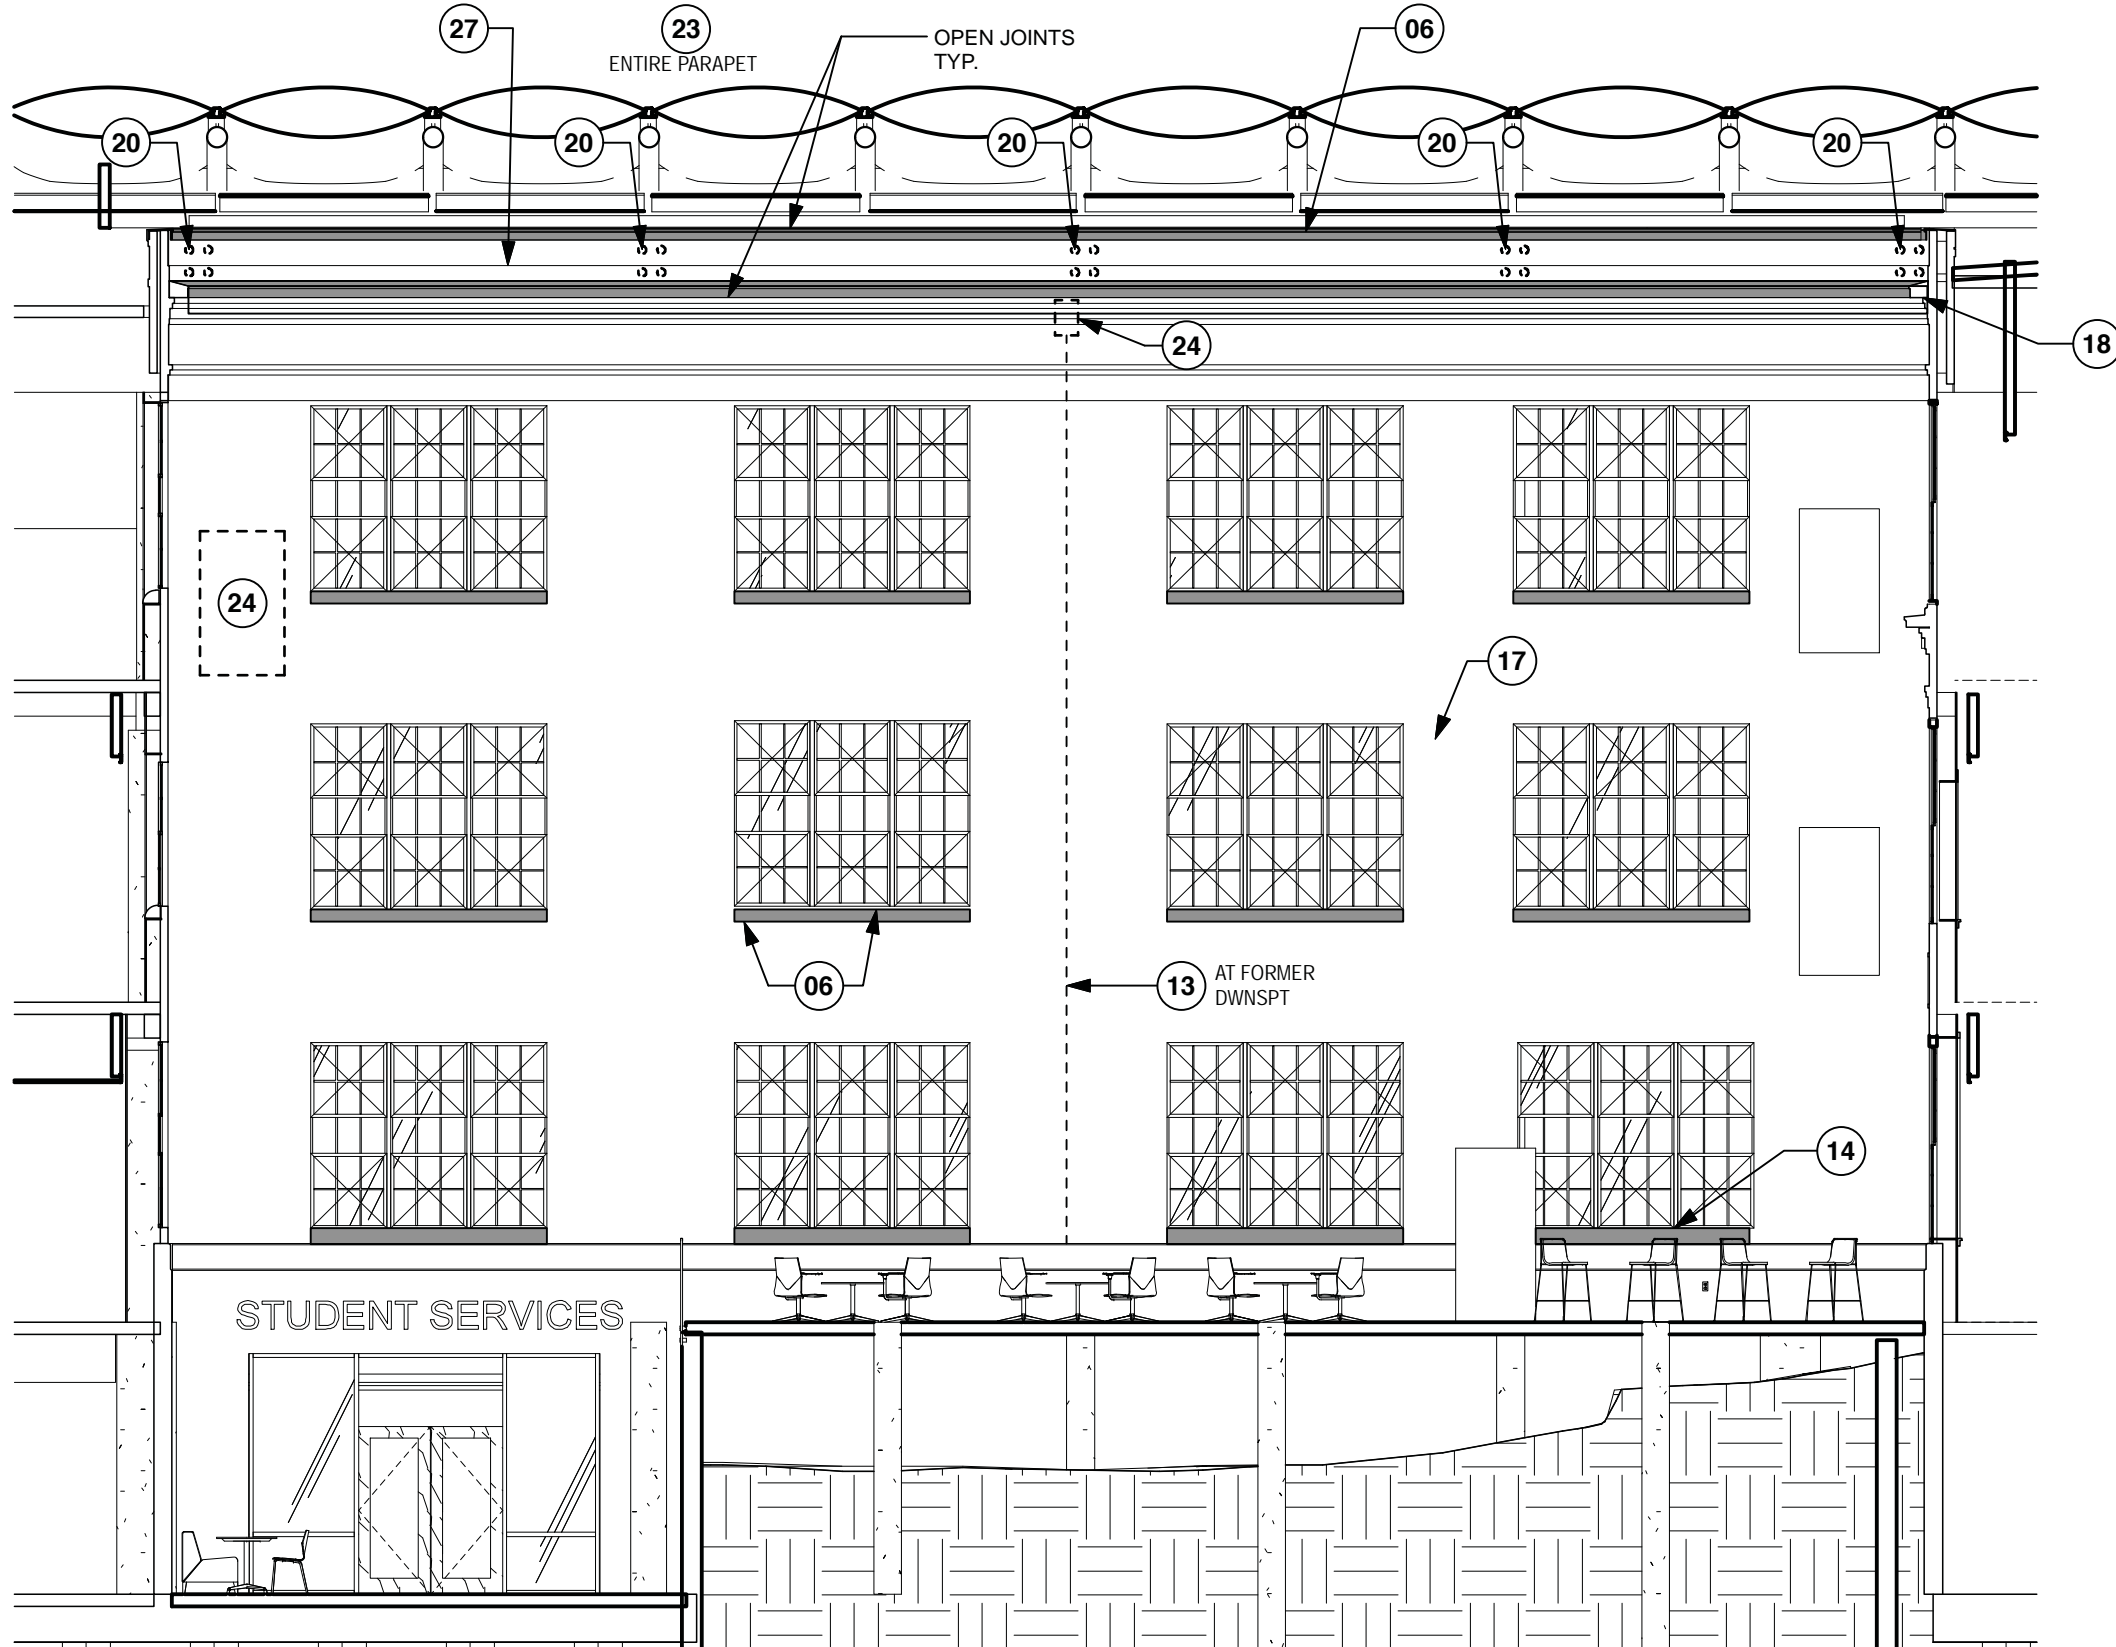 27
23
ENTIRE PARAPET
OPEN JOINTS
TYP.
06
20
20
20
20
20
24
18
24
17
06
13
AT FORMER
DWNSPT
14
STUDENT SERVICES